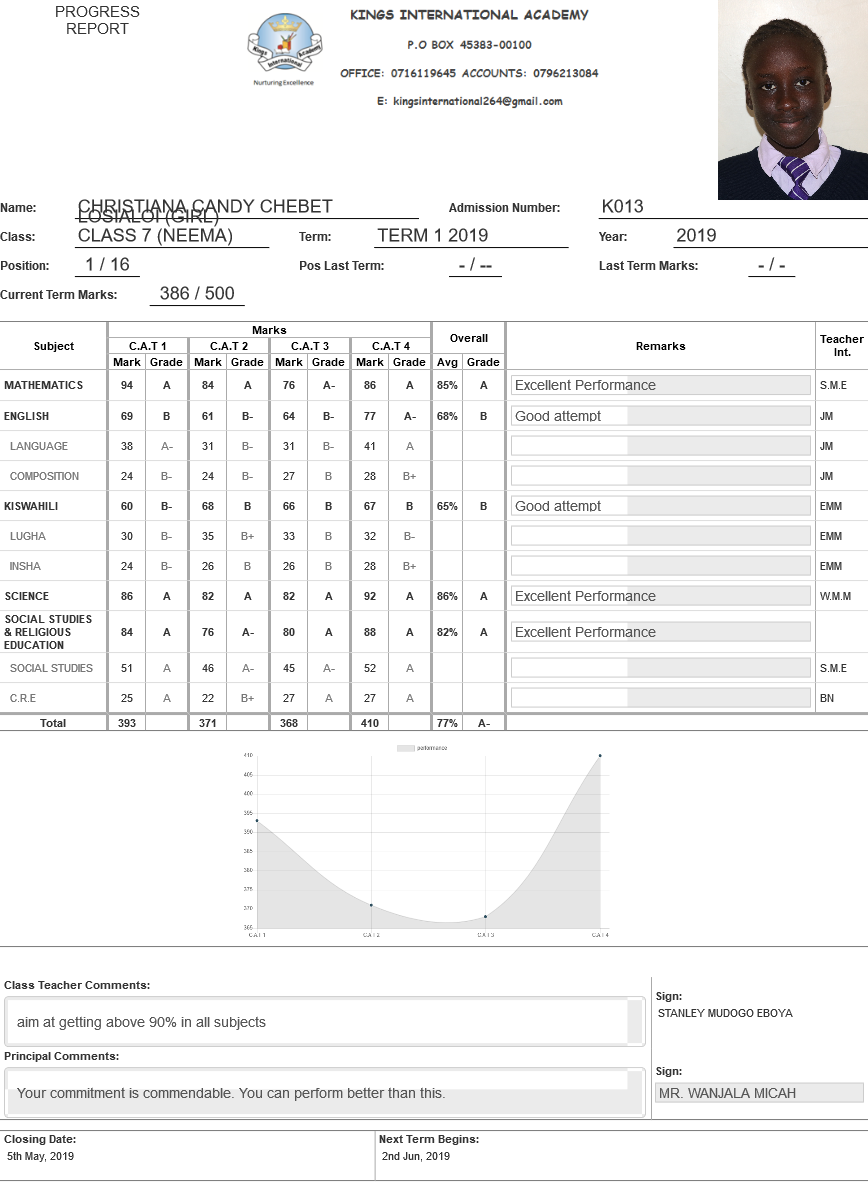 PROGRESS
REPORT
Kings International Academy
Nurturing Excellence
KINGS INTERNATIONAL ACADEMY
P.O BOX 45383-00100
OFFICE: 0716119645 ACCOUNTS: 0796213084
E: kingsinternational264@gmail.com
Name: CHRISTIANA CANDY CHEBET LOSIALOI (GIRL) Admission Number: K013
Class: CLASS 7 (NEEMA) Term: TERM 1 2019 Year: 2019
Position: 1 / 16 Pos Last Term: - / -- Last Term Marks: - / -
Current Term Marks: 386 / 500
Subject Marks Overall Remarks Teacher Int.
C.A.T 1 C.A.T 2 C.A.T 3 C.A.T 4
Mark Grade Mark Grade Mark Grade Mark Grade Avg Grade
MATHEMATICS 94 A 84 A 76 A- 86 A 85% A Excellent Performance S.M.E
ENGLISH 69 B 61 B- 64 B- 77 A- 68% B Good attempt JM
LANGUAGE 38 A- 31 B- 31 B- 41 A JM
COMPOSITION 24 B- 24 B- 27 B 28 B+ JM
KISWAHILI 60 B- 68 B 66 B 67 B 65% B Good attempt EMM
LUGHA 30 B- 35 B+ 33 B 32 B- EMM
INSHA 24 B- 26 B 26 B 28 B+ EMM
SCIENCE 86 A 82 A 82 A 92 A 86% A Excellent Performance W.M.M
SOCIAL STUDIES & RELIGIOUS EDUCATION 84 A 76 A- 80 A 88 A 82% A Excellent Performance
SOCIAL STUDIES 51 A 46 A- 45 A- 52 A S.M.E
C.R.E 25 A 22 B+ 27 A 27 A BN
Total 393 371 368 410 77% A-
performance
410
405
400
395
390
385
380
375
370
365
C.A.T 1 C.A.T 2 C.A.T 3 C.A.T 4
Class Teacher Comments:
aim at getting above 90% in all subjects
Sign:
STANLEY MUDOGO EBOYA
Principal Comments:
Your commitment is commendable. You can perform better than this.
Sign:
MR. WANJALA MICAH
Closing Date:
5th May, 2019
Next Term Begins:
2nd Jun, 2019